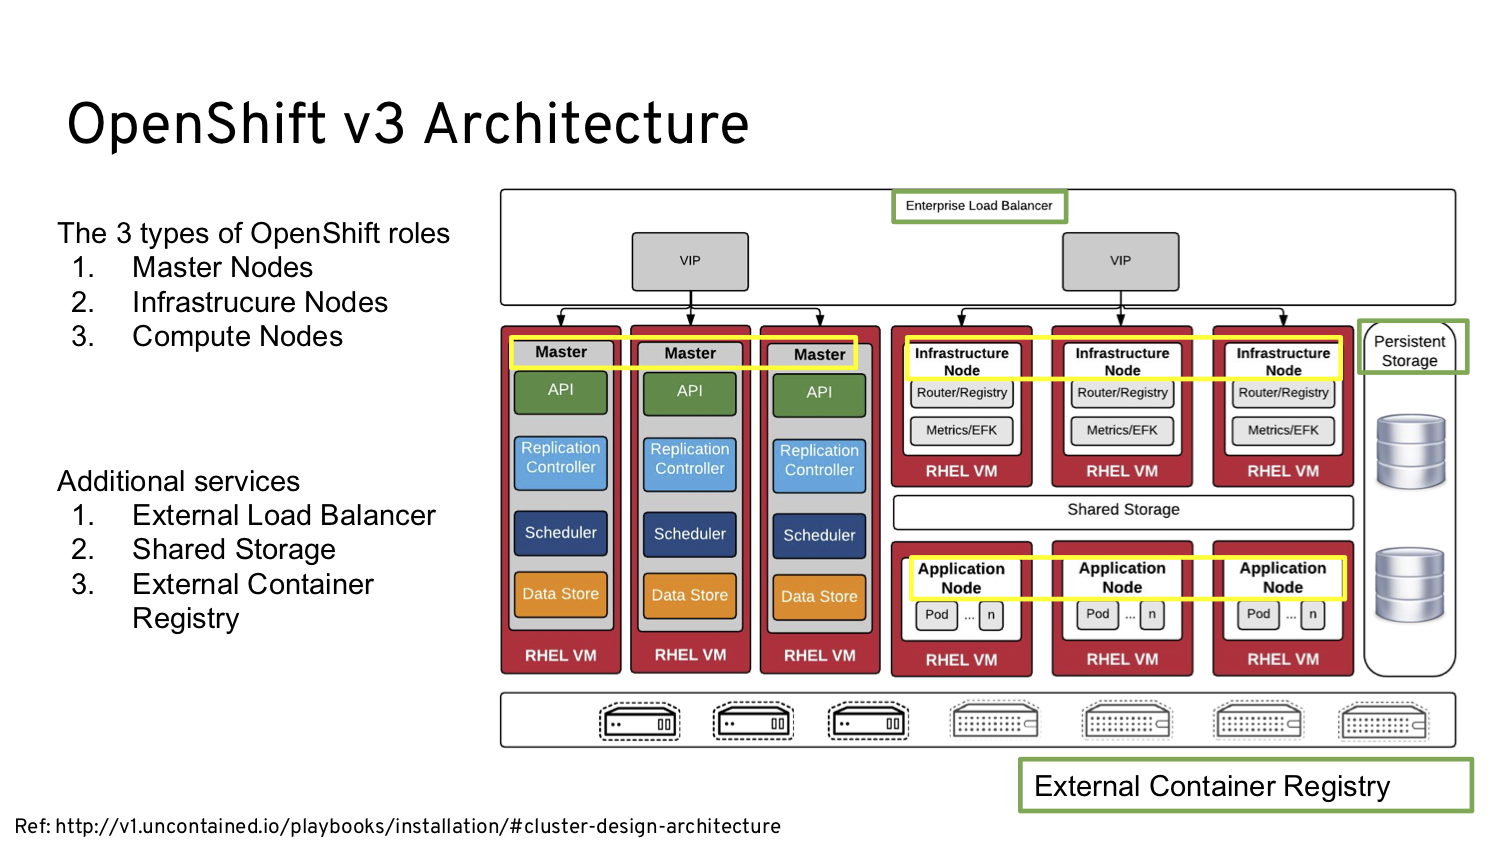 OpenShift v3 Architecture
The 3 types of OpenShift roles
1. Master Nodes
2. Infrastrucure Nodes
3. Compute Nodes
Additional services
1. External Load Balancer
2. Shared Storage
3. External Container
Registry
Enterprise Load Balancer
VIP
VIP
Master
API
Replication
Controller
Scheduler
Data Store
RHEL VM
Master
API
Replication
Controller
Scheduler
Data Store
RHEL VM
Master
API
Replication
Controller
Scheduler
Data Store
RHEL VM
Infrastructure
Node
Router/Registry
Metrics/EFK
RHEL VM
Infrastructure
Node
Router/Registry
Metrics/EFK
RHEL VM
Infrastructure
Node
Router/Registry
Metrics/EFK
RHEL VM
Persistent
Storage
Shared Storage
Application
Node
Pod ... n
RHEL VM
Application
Node
Pod ... n
RHEL VM
Application
Node
Pod ... n
RHEL VM
External Container Registry
Ref: http://v1.uncontained.io/playbooks/installation/#cluster-design-architecture